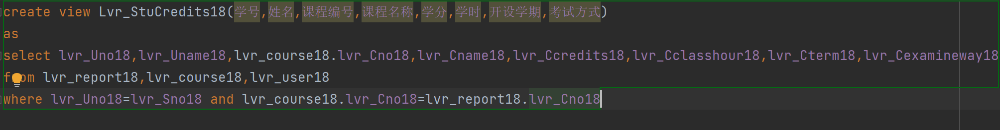 create view Lvr_StuCredits18(学号,姓名,课程编号,课程名称,学分,学时,开设学期,考试方式)
as
select lvr_Uno18,lvr_Uname18,lvr_course18.lvr_Cno18,lvr_Cname18,lvr_Ccredits18,lvr_Cclasshour18,lvr_Cterm18,lvr_Cexamineway18
from lvr_report18,lvr_course18,lvr_user18
where lvr_Uno18=lvr_Sno18 and lvr_course18.lvr_Cno18=lvr_report18.lvr_Cno18